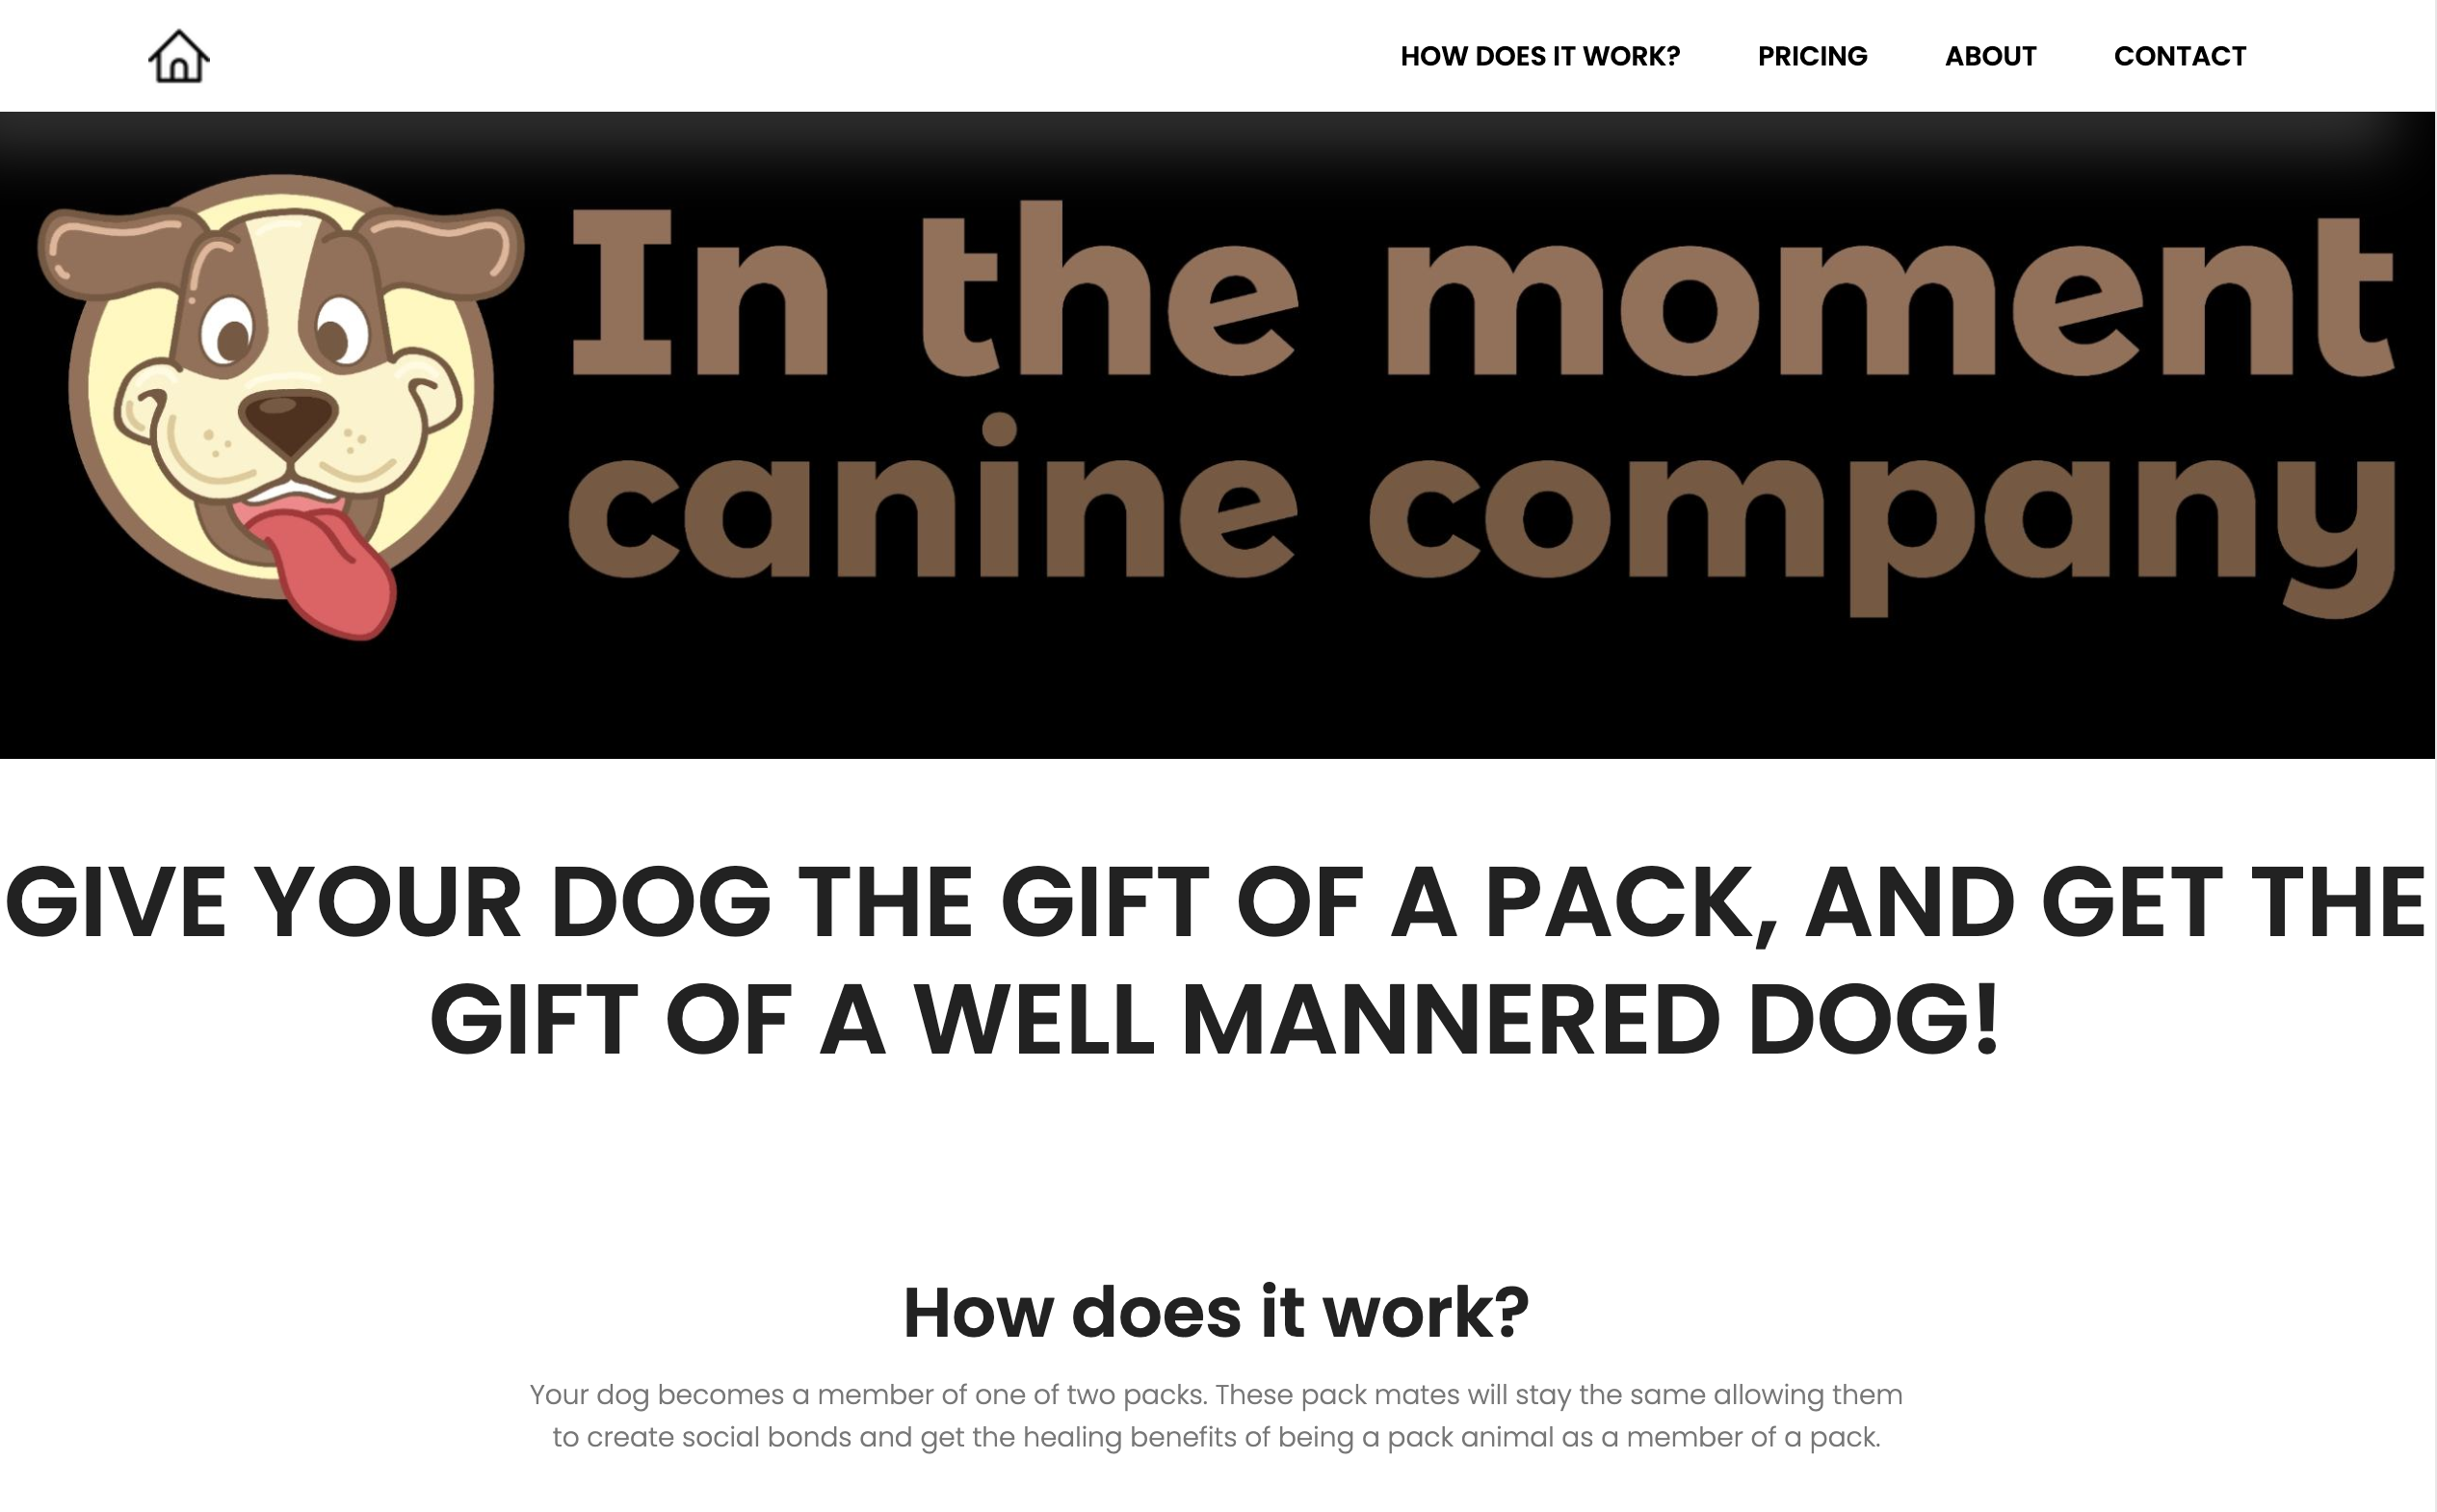 HOW DOES IT WORK? PRICING ABOUT CONTACT
In the moment
canine company
GIVE YOUR DOG THE GIFT OF A PACK, AND GET THE
GIFT OF A WELL MANNERED DOG!
How does it work?
Your dog becomes a member of one of two packs. These pack mates will stay the same allowing them
to create social bonds and get the healing benefits of being a pack animal as a member of a pack.